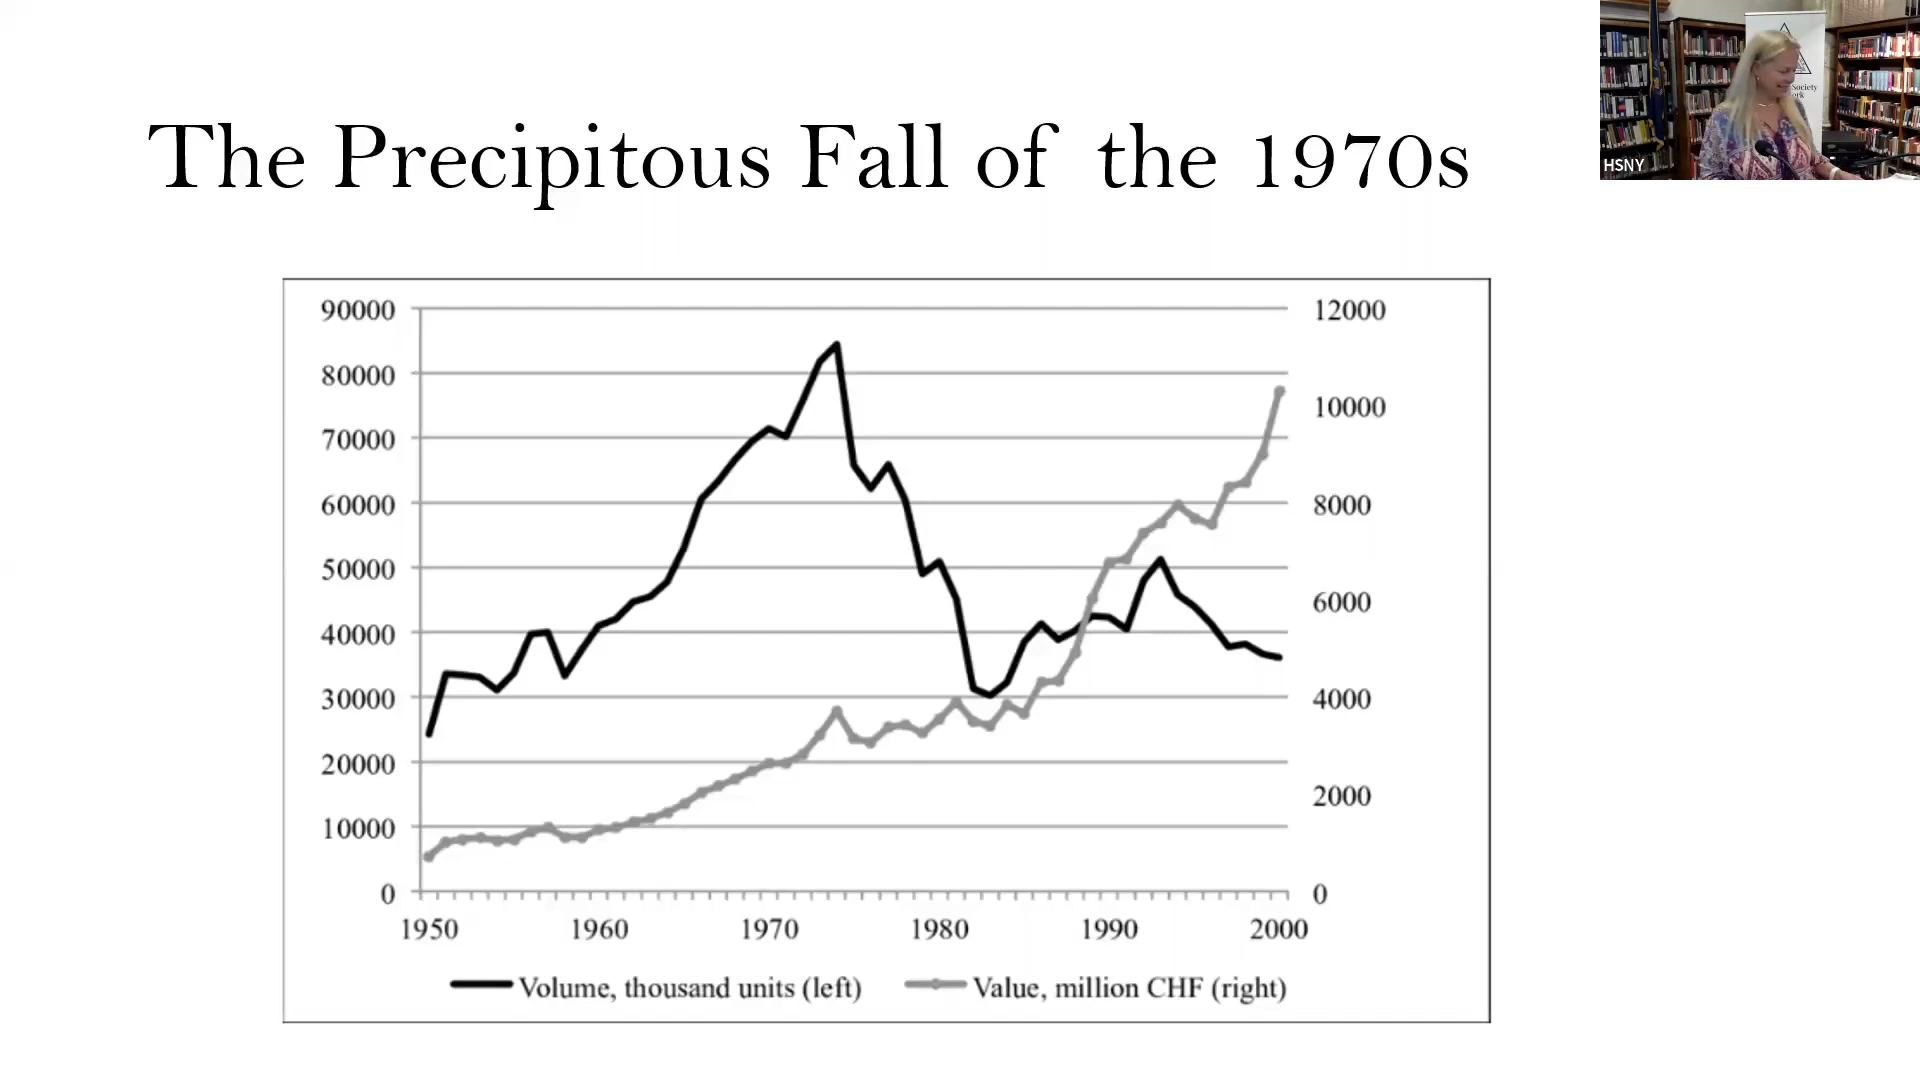 The Precipitous Fall of the 1970s
Society
ork
HSNY
90000
80000
70000
60000
50000
40000
30000
20000
10000
0
12000
10000
8000
6000
4000
2000
0
1950 1960 1970 1980 1990 2000
Volume, thousand units (left) Value, million CHF (right)